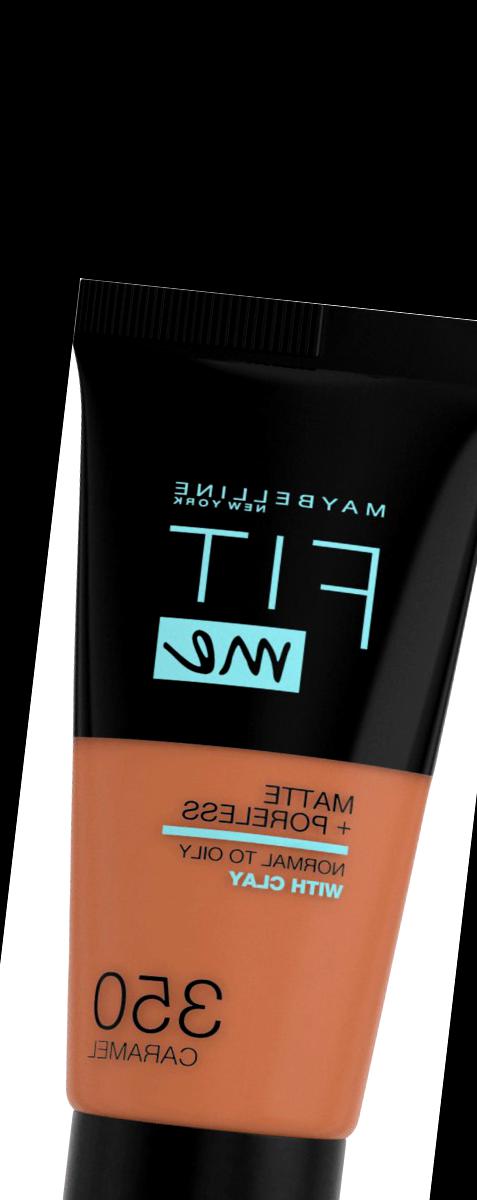 MAYBELLINE
NEW YORK
FIT
me
MATTE
+ PORELESS
NORMAL TO OILY
WITH CLAY
350
CARAMEL